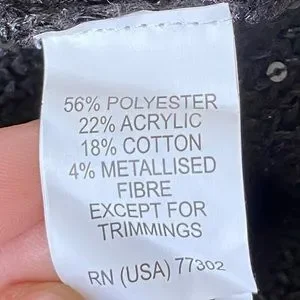 56% POLYESTER
22% ACRYLIC
18% COTTON
4% METALLISED
FIBRE
EXCEPT FOR
TRIMMINGS
RN (USA) 77302